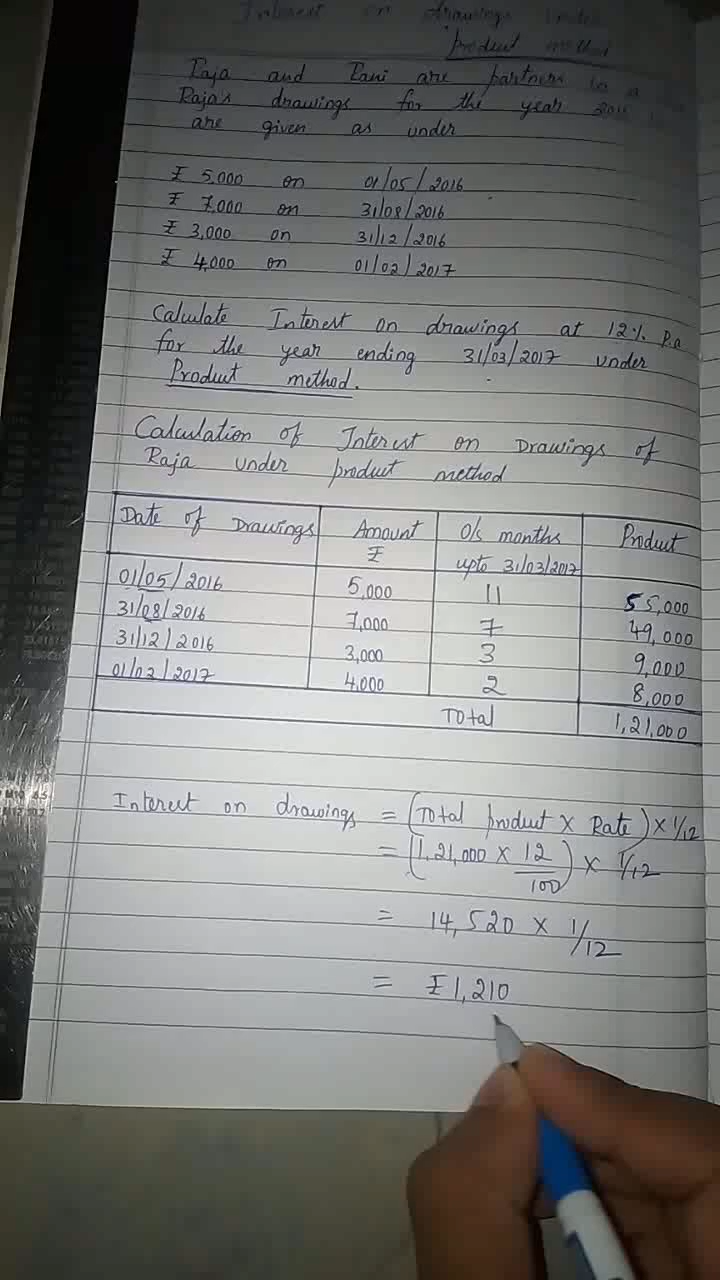 Interest on drawings under
product method
Raja and Rani are partners in a
Raja's drawings for the year
are given as under
₹ 5,000 on 01/05/2016
₹ 7,000 on 31/08/2016
₹ 3,000 on 31/12/2016
₹ 4,000 on 01/02/2017
Calculate Interest on drawings at 12% p.a
for the year ending 31/03/2017 under
Product method.
Calculation of Interest on Drawings of
Raja under product method
Date of Drawings Amount ₹ O/s months upto 31/03/2017 Product
01/05/2016 5,000 11 55,000
31/08/2016 7,000 7 49,000
31/12/2016 3,000 3 9,000
01/02/2017 4,000 2 8,000
Total 1,21,000
Interest on drawings = (Total product x Rate) x 1/12
= (1,21,000 x 12/100) x 1/12
= 14,520 x 1/12
= ₹ 1,210